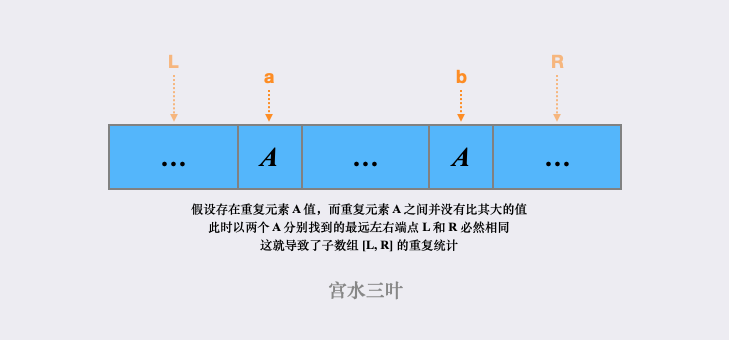 L
R
a
b
... A ... A ...
假设存在重复元素 A 值，而重复元素 A 之间并没有比其大的值
此时以两个 A 分别找到的最远左右端点 L 和 R 必然相同
这就导致了子数组 [L, R] 的重复统计
宫水三叶